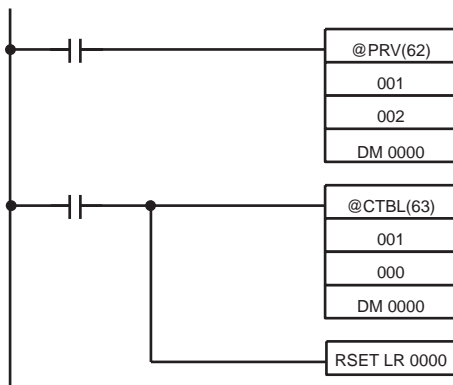 @PRV(62)
001
002
DM 0000
@CTBL(63)
001
000
DM 0000
RSET LR 0000